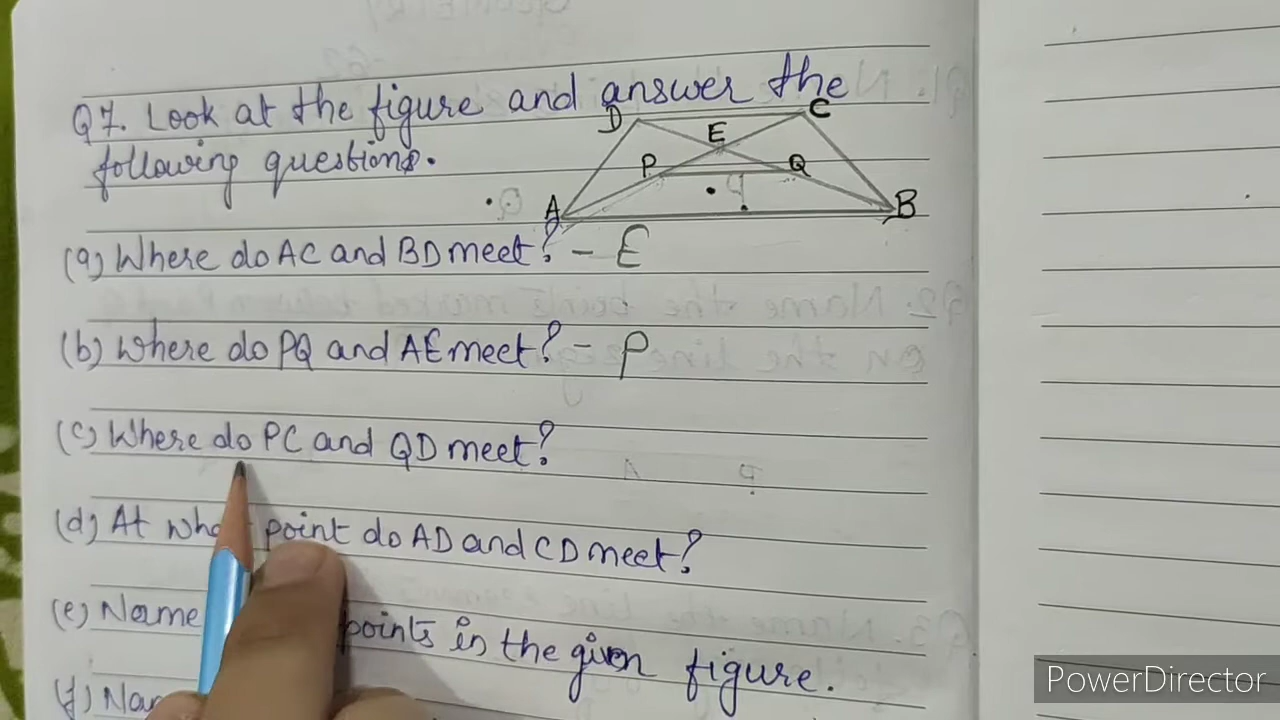 Q7. Look at the figure and answer the
following questions.
D C
E
P Q
A B
(a) Where do AC and BD meet? - E
(b) Where do PQ and AE meet? - P
(c) Where do PC and QD meet?
(d) At what point do AD and CD meet?
(e) Name points in the given figure.
(f)
PowerDirector